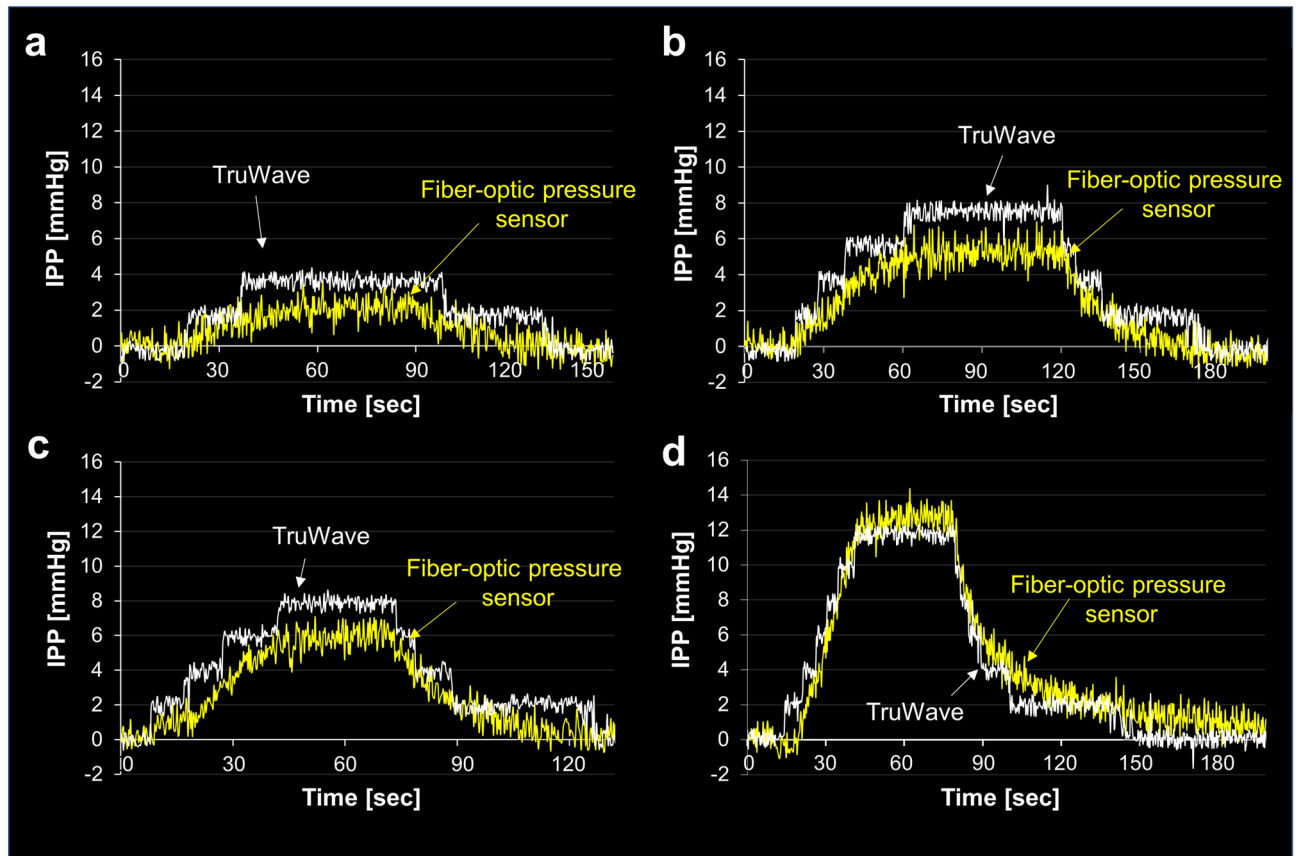 a
16
14
12
10
8
6
4
2
0
-2
IPP [mmHg]
TruWave
Fiber-optic pressure
sensor
0 30 60 90 120 150
Time [sec]
b
16
14
12
10
8
6
4
2
0
-2
IPP [mmHg]
TruWave
Fiber-optic pressure
sensor
0 30 60 90 120 150 180
Time [sec]
c
16
14
12
10
8
6
4
2
0
-2
IPP [mmHg]
TruWave
Fiber-optic pressure
sensor
0 30 60 90 120
Time [sec]
d
16
14
12
10
8
6
4
2
0
-2
IPP [mmHg]
Fiber-optic pressure
sensor
TruWave
0 30 60 90 120 150 180
Time [sec]